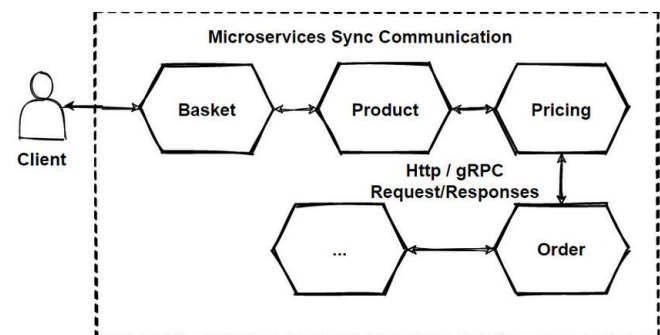 Microservices Sync Communication
Basket
Product
Pricing
Client
Http / gRPC
Request/Responses
...
Order